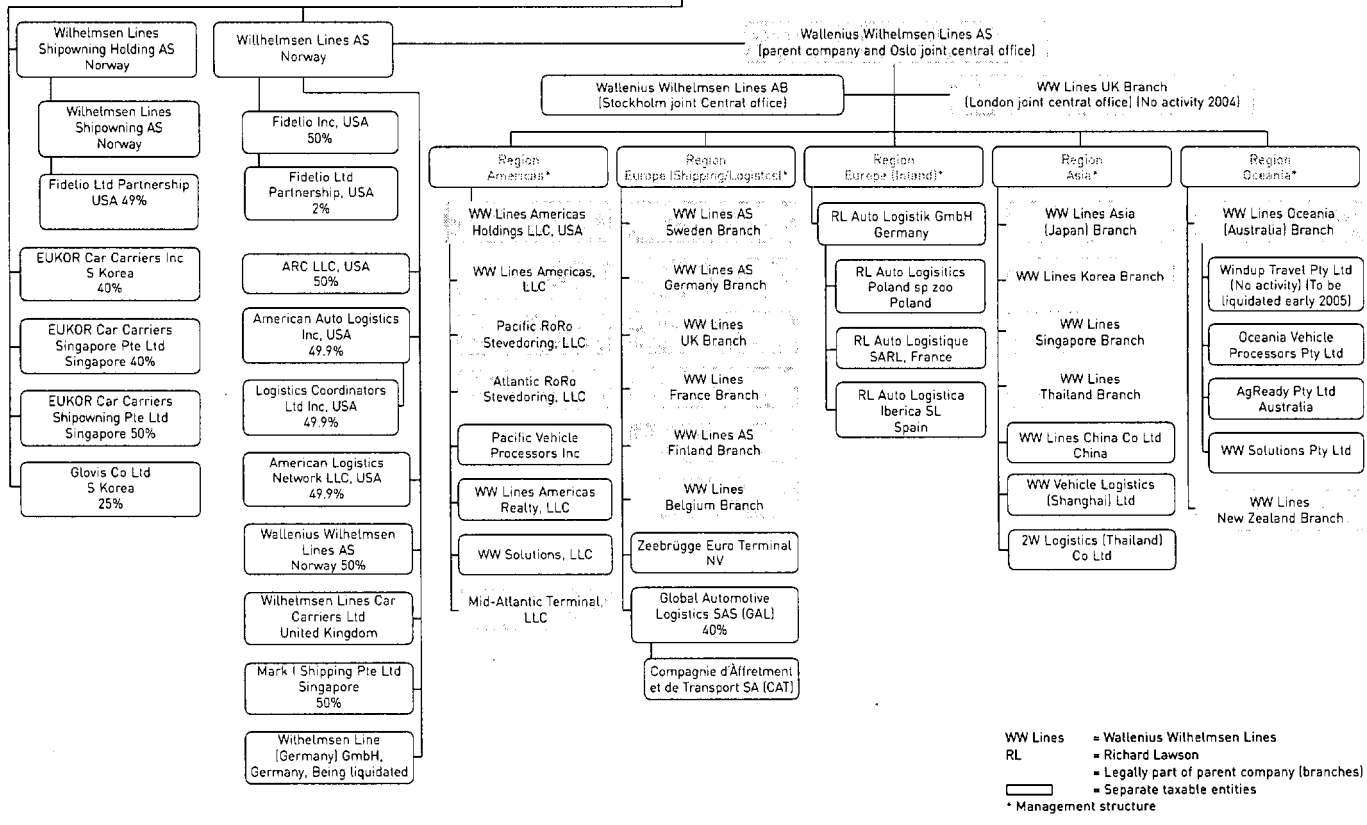 Wilhelmsen Lines
Shipowning Holding AS
Norway
Willhelmsen Lines AS
Norway
Wallenius Wilhelmsen Lines AS
(parent company and Oslo joint central office)
Wallenius Wilhelmsen Lines AB
(Stockholm joint Central office)
WW Lines UK Branch
(London joint central office) (No activity 2004)
Wilhelmsen Lines
Shipowning AS
Norway
Fidelio Ltd Partnership
USA 49%
EUKOR Car Carriers Inc
S Korea
40%
EUKOR Car Carriers
Singapore Pte Ltd
Singapore 40%
EUKOR Car Carriers
Shipowning Pte Ltd
Singapore 50%
Glovis Co Ltd
S Korea
25%
Fidelio Inc, USA
50%
Fidelio Ltd
Partnership, USA
2%
ARC LLC, USA
50%
American Auto Logistics
Inc, USA
49.9%
Logistics Coordinators
Ltd Inc, USA
49.9%
American Logistics
Network LLC, USA
49.9%
Wallenius Wilhelmsen
Lines AS
Norway 50%
Wilhelmsen Lines Car
Carriers Ltd
United Kingdom
Mark I Shipping Pte Ltd
Singapore
50%
Wilhelmsen Line
(Germany) GmbH,
Germany, Being liquidated
Region
Americas*
WW Lines Americas
Holdings LLC, USA
WW Lines Americas,
LLC
Pacific RoRo
Stevedoring, LLC
Atlantic RoRo
Stevedoring, LLC
Pacific Vehicle
Processors Inc
WW Lines Americas
Realty, LLC
WW Solutions, LLC
Mid-Atlantic Terminal,
LLC
Region
Europe (Shipping/Logistcs)*
WW Lines AS
Sweden Branch
WW Lines AS
Germany Branch
WW Lines
UK Branch
WW Lines
France Branch
WW Lines AS
Finland Branch
WW Lines
Belgium Branch
Zeebrügge Euro Terminal
NV
Global Automotive
Logistics SAS (GAL)
40%
Compagnie d'Àffretment
et de Transport SA (CAT)
Region
Europe (Inland)*
RL Auto Logistik GmbH
Germany
RL Auto Logisitics
Poland sp zoo
Poland
RL Auto Logistique
SARL, France
RL Auto Logistica
Iberica SL
Spain
Region
Asia*
WW Lines Asia
(Japan) Branch
WW Lines Korea Branch
WW Lines
Singapore Branch
WW Lines
Thailand Branch
WW Lines China Co Ltd
China
WW Vehicle Logistics
(Shanghai) Ltd
2W Logistics (Thailand)
Co Ltd
Region
Oceania*
WW Lines Oceania
(Australia) Branch
Windup Travel Pty Ltd
(No activity) (To be
liquidated early 2005)
Oceania Vehicle
Processors Pty Ltd
AgReady Pty Ltd
Australia
WW Solutions Pty Ltd
WW Lines
New Zealand Branch
WW Lines = Wallenius Wilhelmsen Lines
RL = Richard Lawson
= Legally part of parent company (branches)
= Separate taxable entities
* Management structure